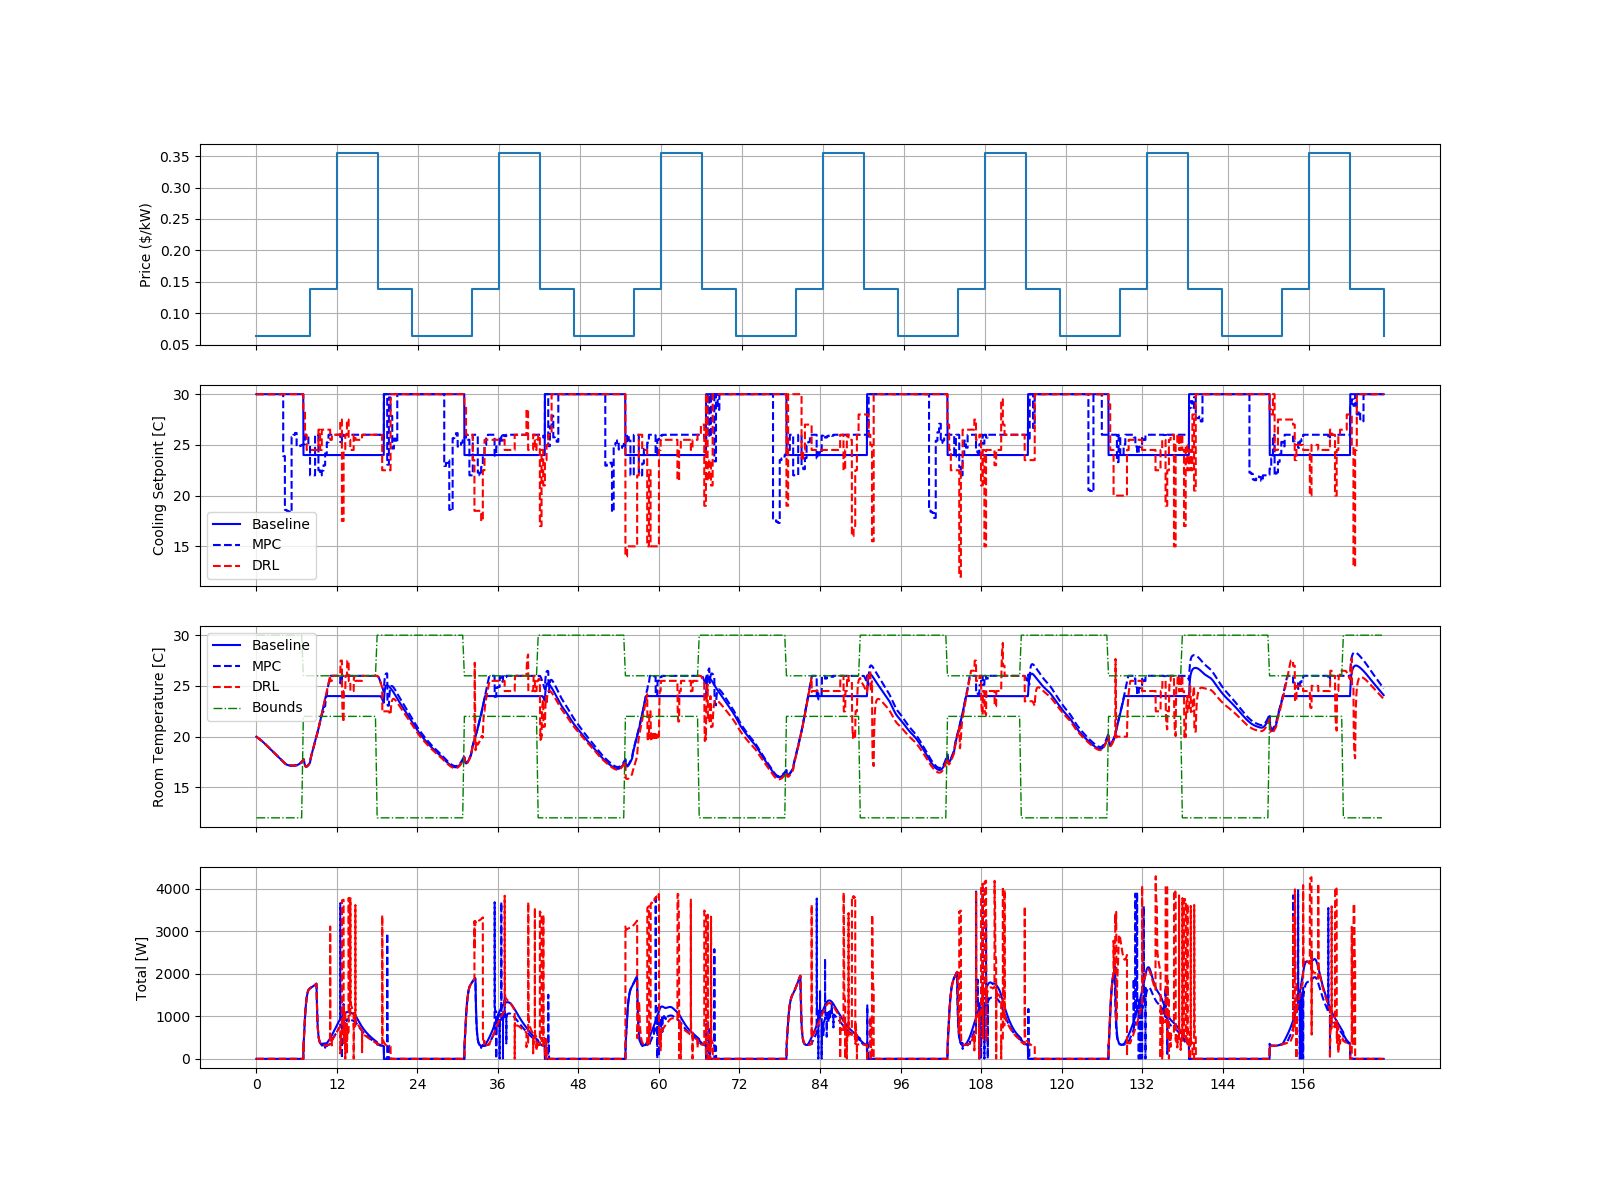 Price ($/kW)
0.35
0.30
0.25
0.20
0.15
0.10
0.05
Cooling Setpoint [C]
30
25
20
15
Baseline
MPC
DRL
Room Temperature [C]
30
25
20
15
Baseline
MPC
DRL
Bounds
Total [W]
4000
3000
2000
1000
0
0 12 24 36 48 60 72 84 96 108 120 132 144 156